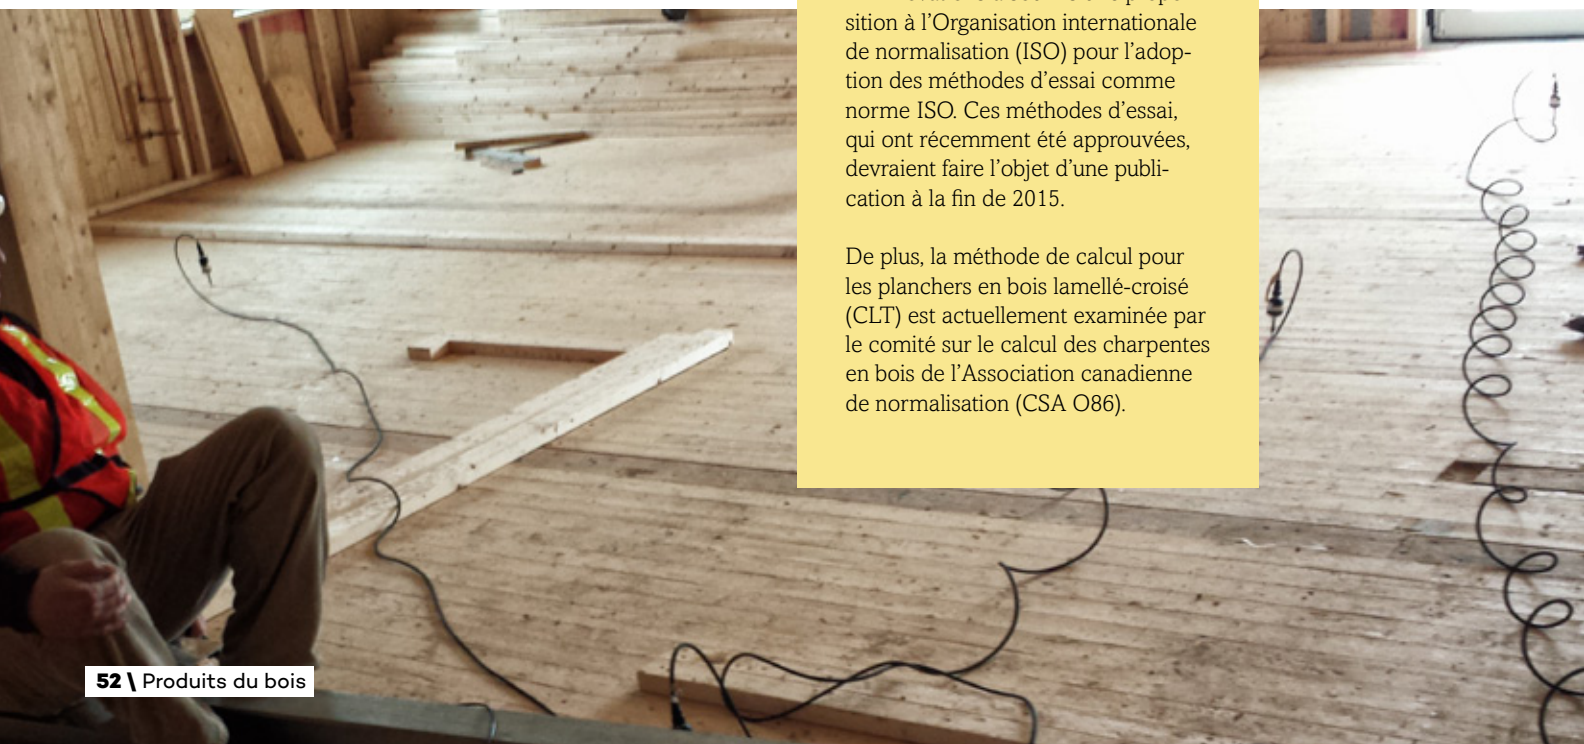 sition à l’Organisation internationale
de normalisation (ISO) pour l’adop-
tion des méthodes d’essai comme
norme ISO. Ces méthodes d’essai,
qui ont récemment été approuvées,
devraient faire l’objet d’une publi-
cation à la fin de 2015.
De plus, la méthode de calcul pour
les planchers en bois lamellé-croisé
(CLT) est actuellement examinée par
le comité sur le calcul des charpentes
en bois de l’Association canadienne
de normalisation (CSA O86).
52 \ Produits du bois